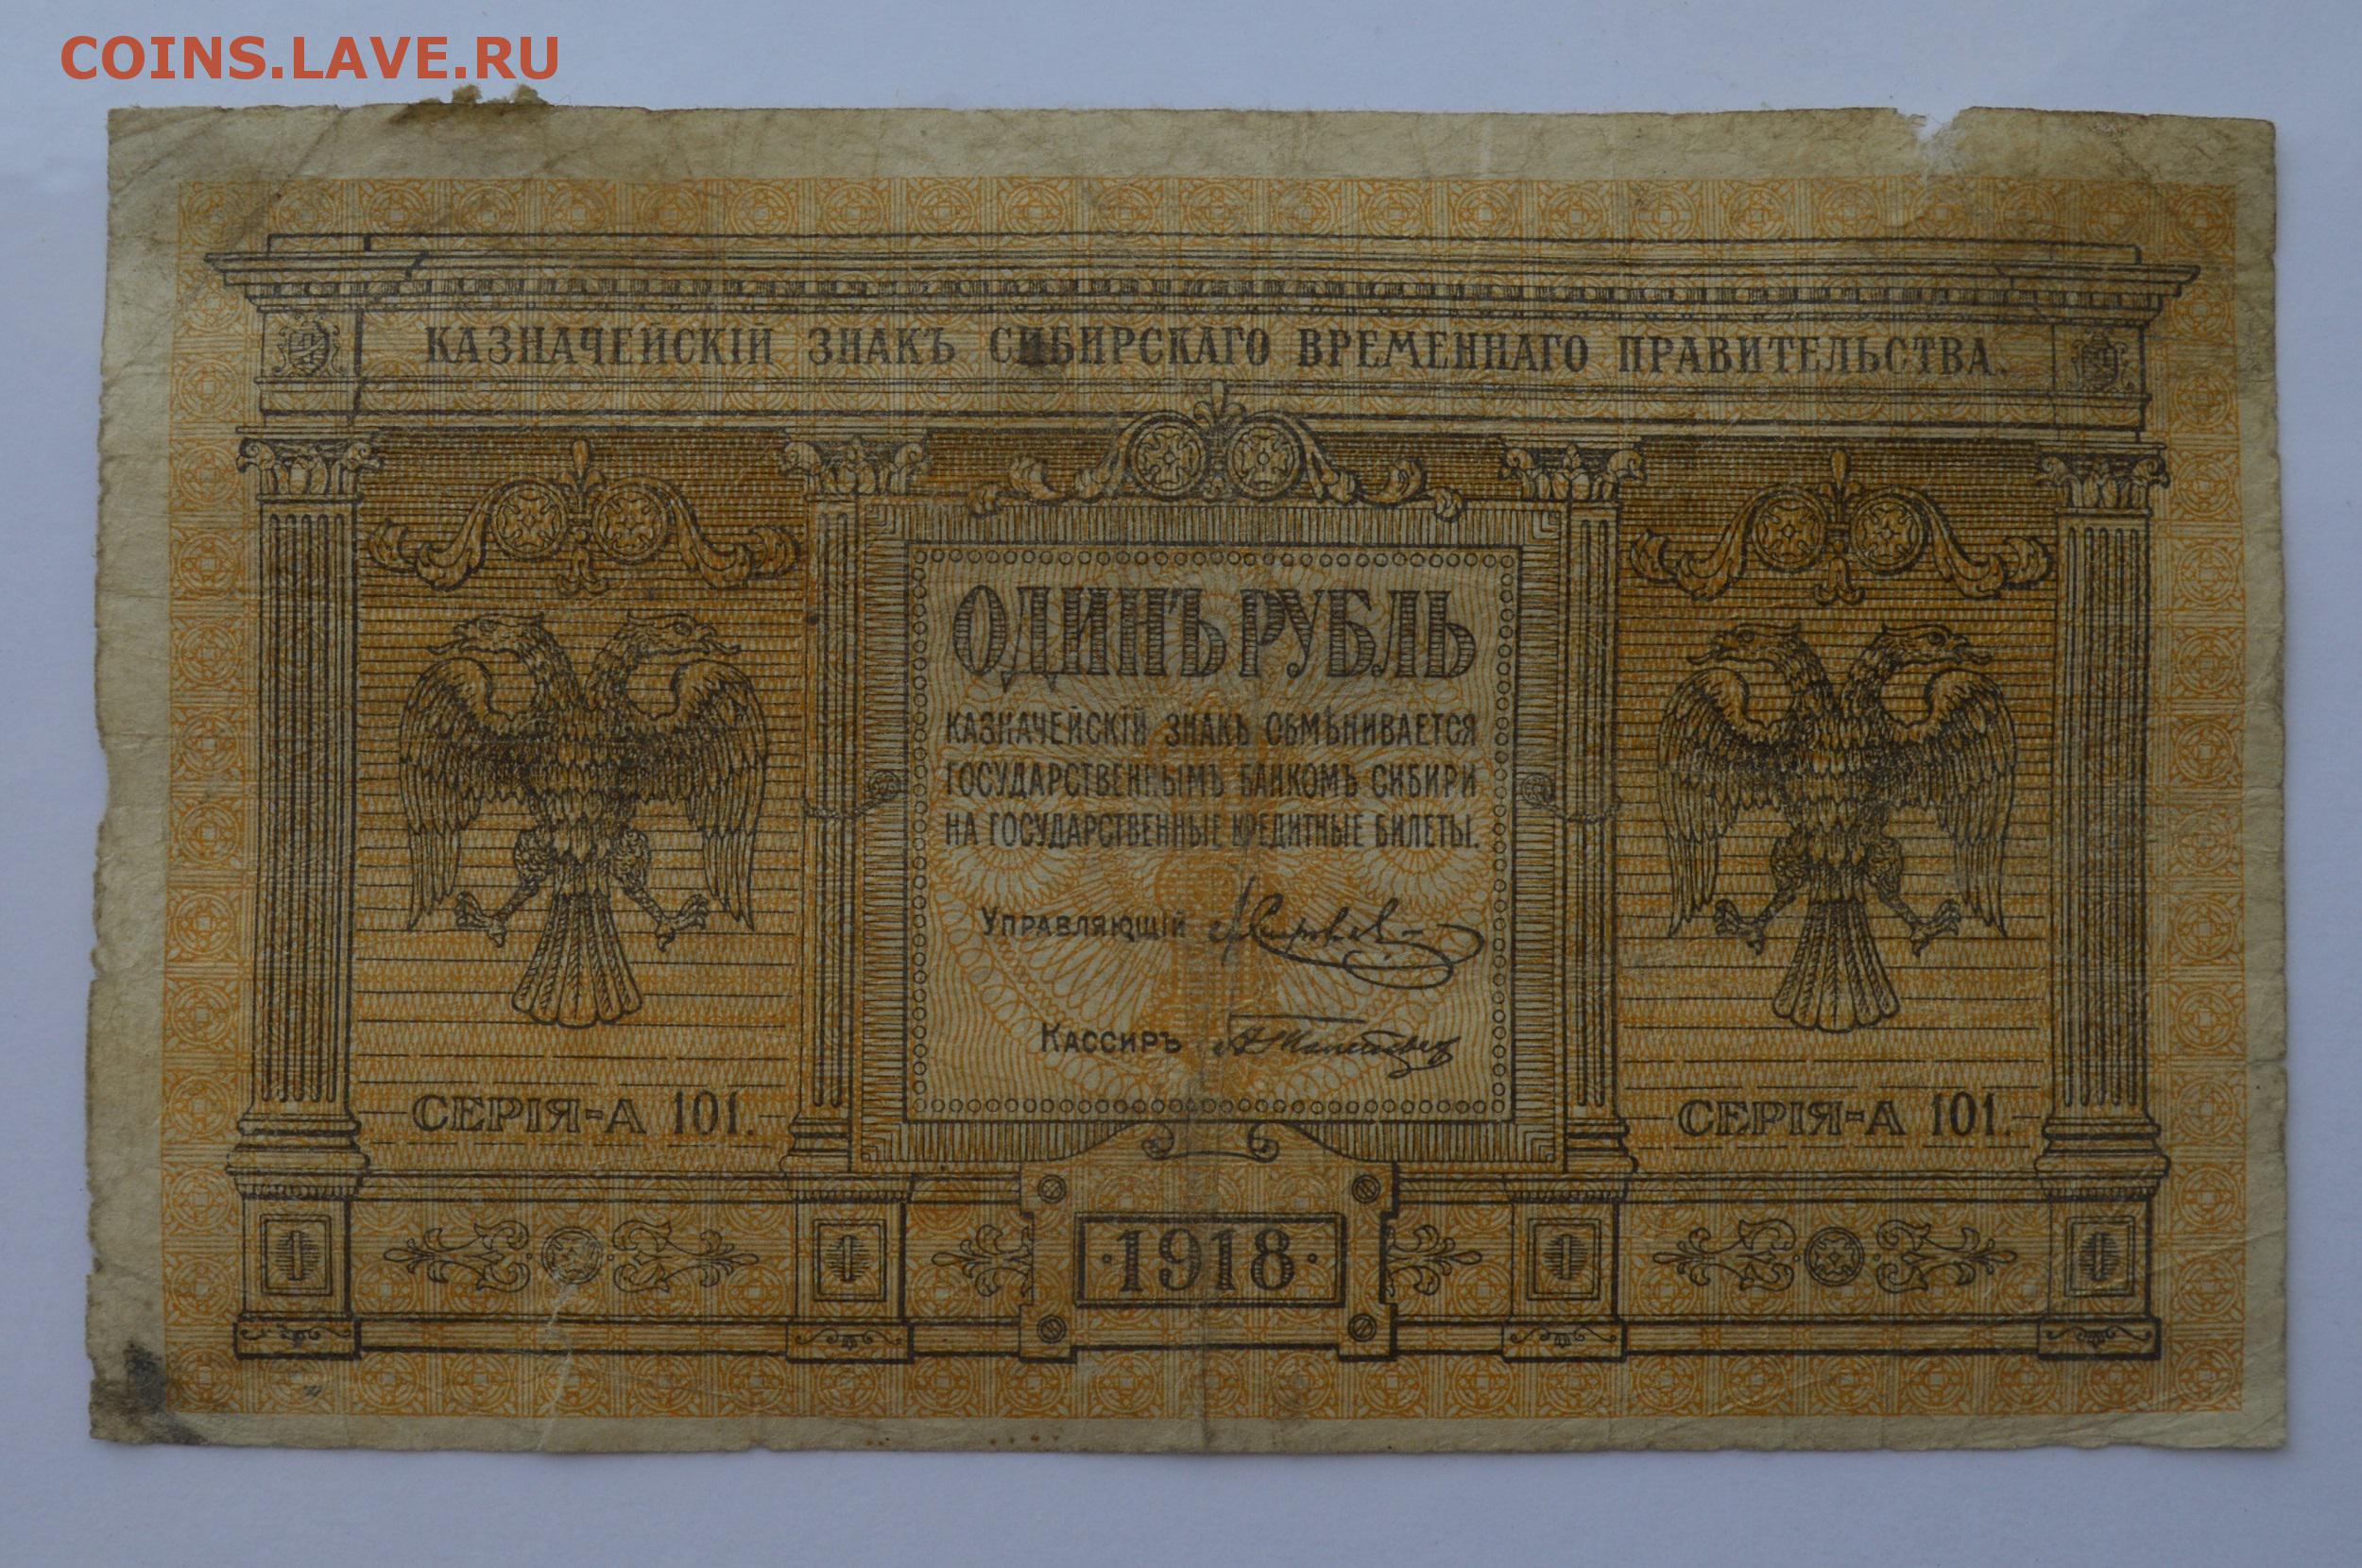 COINS.LAVE.RU
КАЗНАЧЕЙСКІЙ ЗНАКЪ СИБИРСКАГО ВРЕМЕННАГО ПРАВИТЕЛЬСТВА.
ОДИНЪ РУБЛЬ
КАЗНАЧЕЙСКІЙ ЗНАКЪ ОБМѢНИВАЕТСЯ
ГОСУДАРСТВЕННЫМЪ БАНКОМЪ СИБИРИ
НА ГОСУДАРСТВЕННЫЕ КРЕДИТНЫЕ БИЛЕТЫ.
УПРАВЛЯЮЩІЙ
КАССИРЪ
СЕРІЯ-А 101.
СЕРІЯ-А 101.
1 1 1 1
·1918·